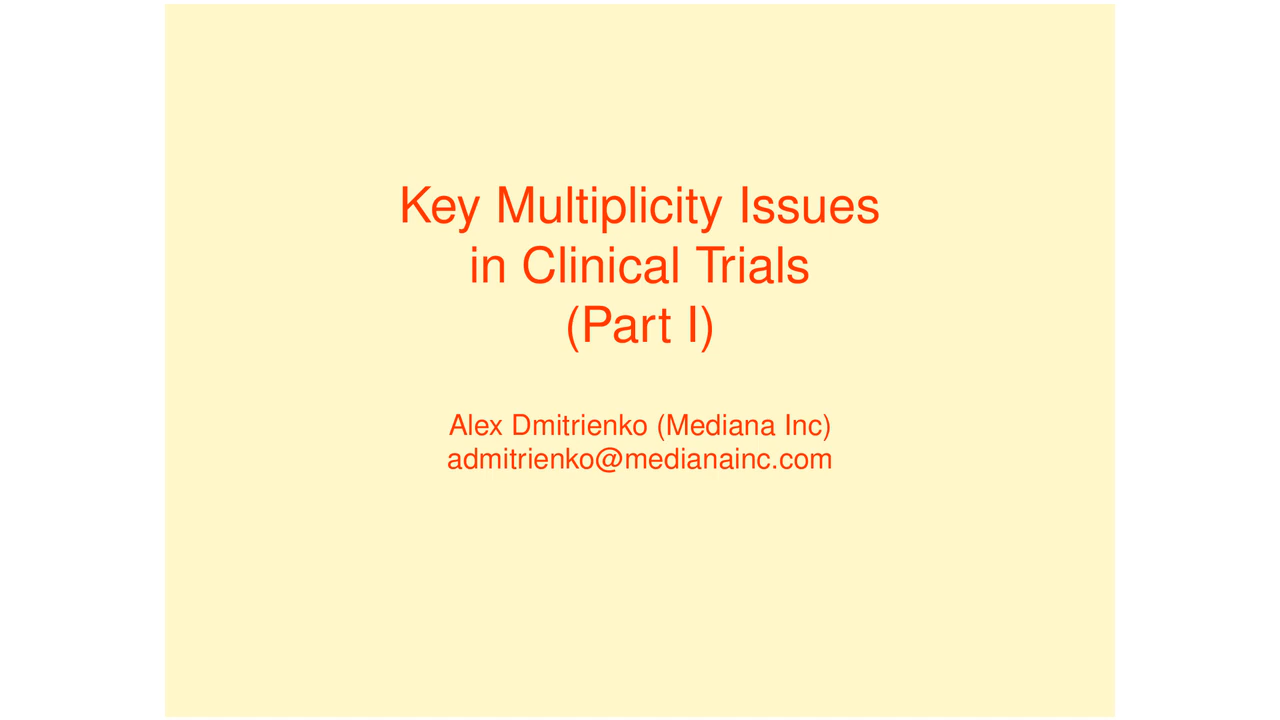 Key Multiplicity Issues
in Clinical Trials
(Part I)
Alex Dmitrienko (Mediana Inc)
admitrienko@medianainc.com